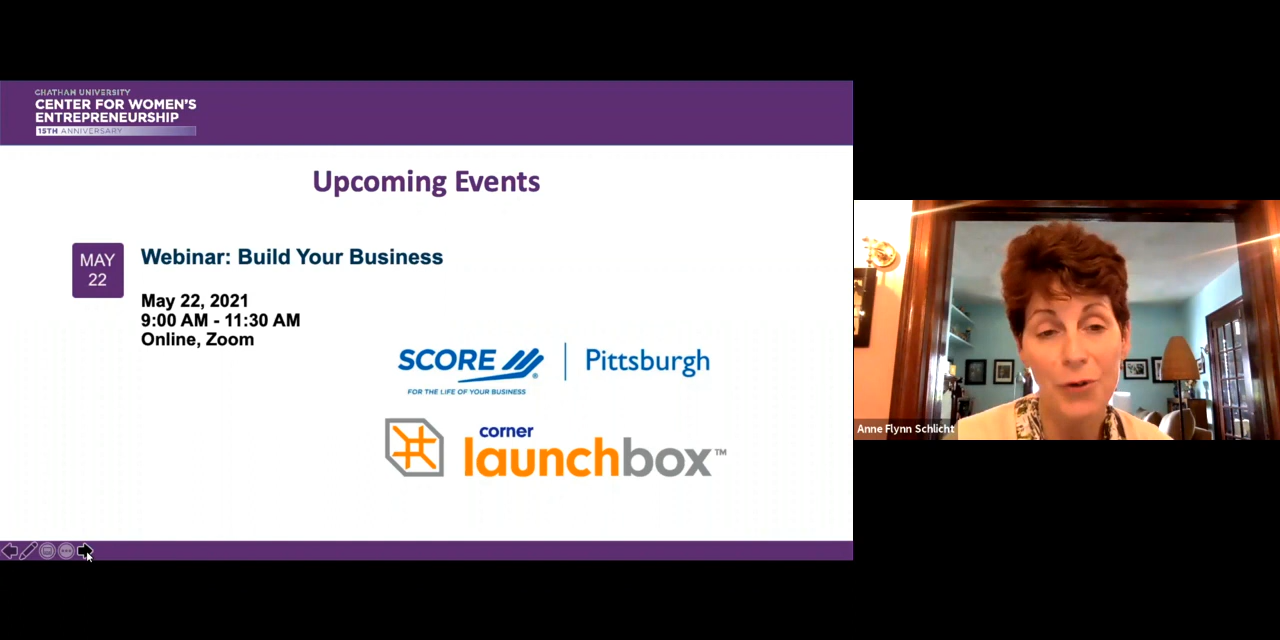 CHATHAM UNIVERSITY
CENTER FOR WOMEN'S
ENTREPRENEURSHIP
15TH ANNIVERSARY
Upcoming Events
MAY
22
Webinar: Build Your Business
May 22, 2021
9:00 AM - 11:30 AM
Online, Zoom
SCORE ® | Pittsburgh
FOR THE LIFE OF YOUR BUSINESS
corner
launchbox™
Anne Flynn Schlicht